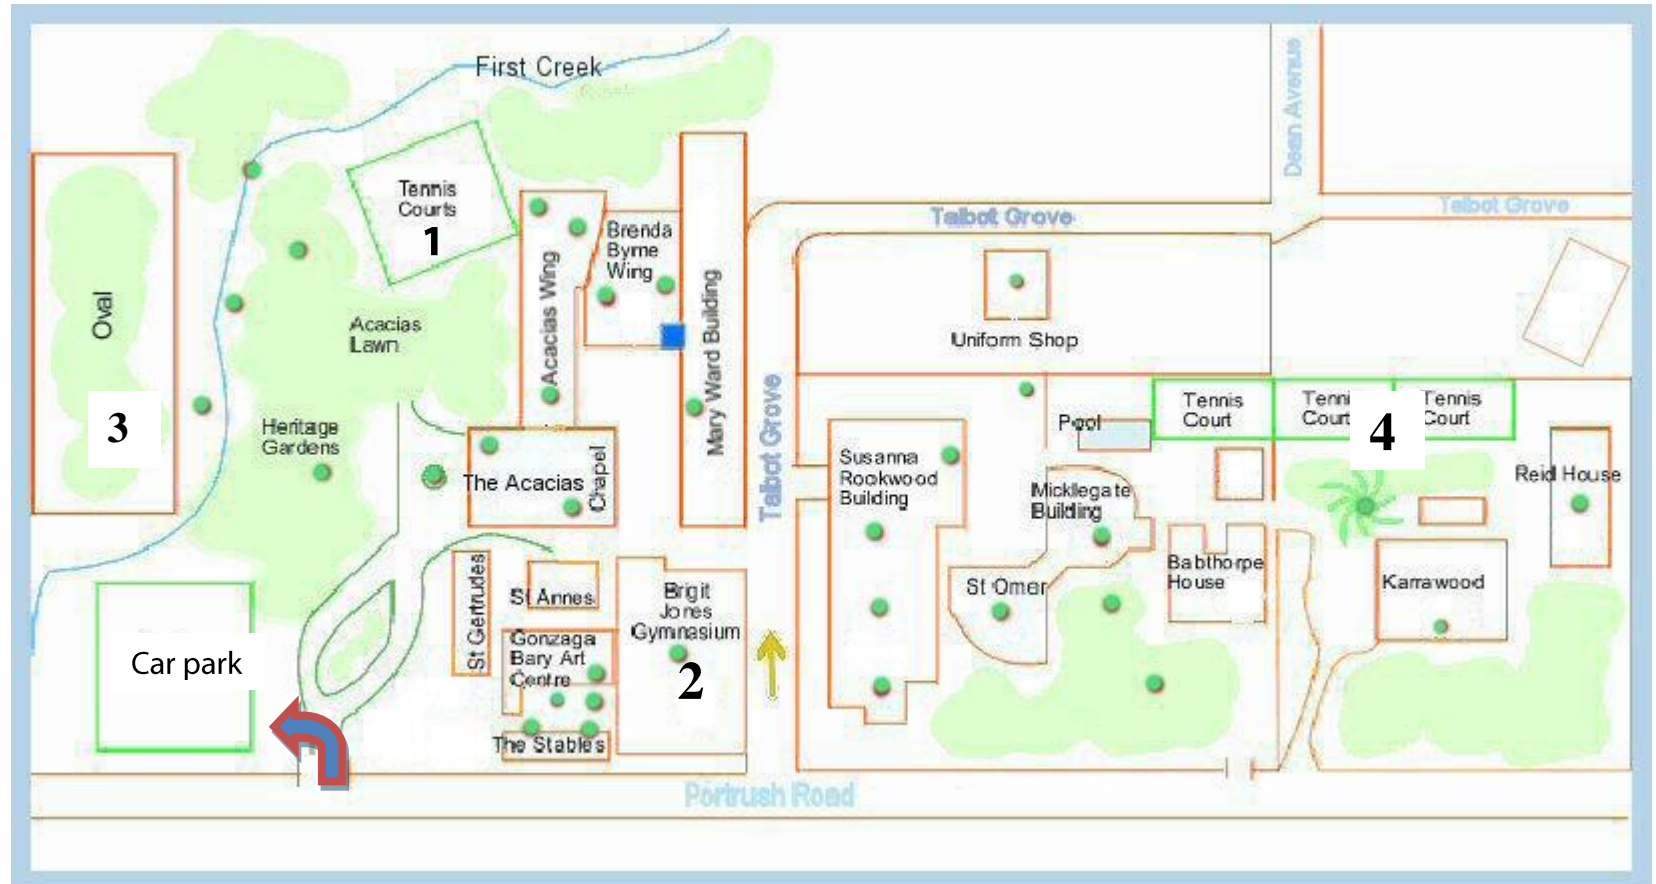 First Creek
Dean Avenue
Tennis
Courts
1
Talbot Grove
Talbot Grove
Brenda
Byrne
Wing
Acacias Wing
Mary Ward Building
Oval
Acacias
Lawn
Uniform Shop
3
Heritage
Gardens
Talbot Grove
Pool
Tennis
Court
Tenni
Court
Tennis
Court
4
The Acacias
Chapel
Susanna
Rockwood
Building
Micklegate
Building
Reid House
St Gertrudes
St Annes
Brigit
Jones
Gymnasium
2
St Omer
Babthorpe
House
Karrawood
Car park
Gonzaga
Bary Art
Centre
The Stables
Portrush Road